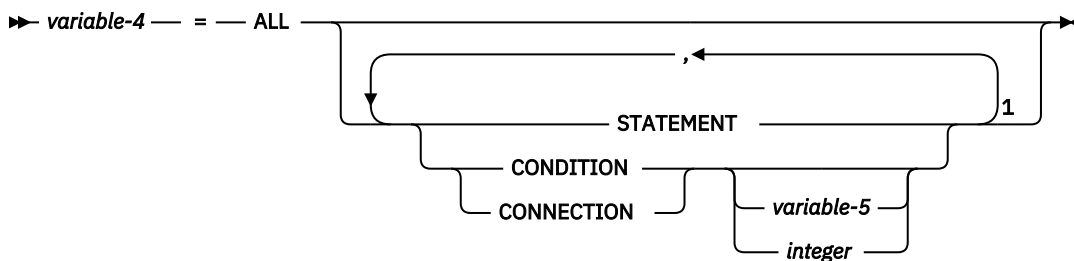 variable-4 = ALL
,
1
STATEMENT
CONDITION
variable-5
CONNECTION
integer